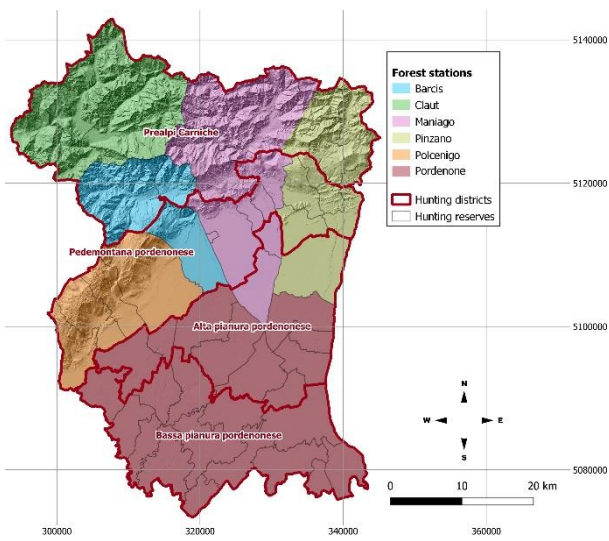 5140000
Forest stations
Barcis
Claut
Maniago
Pinzano
Polcenigo
Pordenone
Hunting districts
Hunting reserves
Prealpi Carniche
5120000
Pedemontana pordenonese
Alta pianura pordenonese
5100000
Bassa pianura pordenonese
N
W E
S
5080000
0 10 20 km
300000 320000 340000 360000